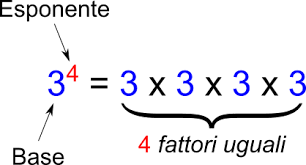 Esponente
3⁴ = 3 x 3 x 3 x 3
4 fattori uguali
Base